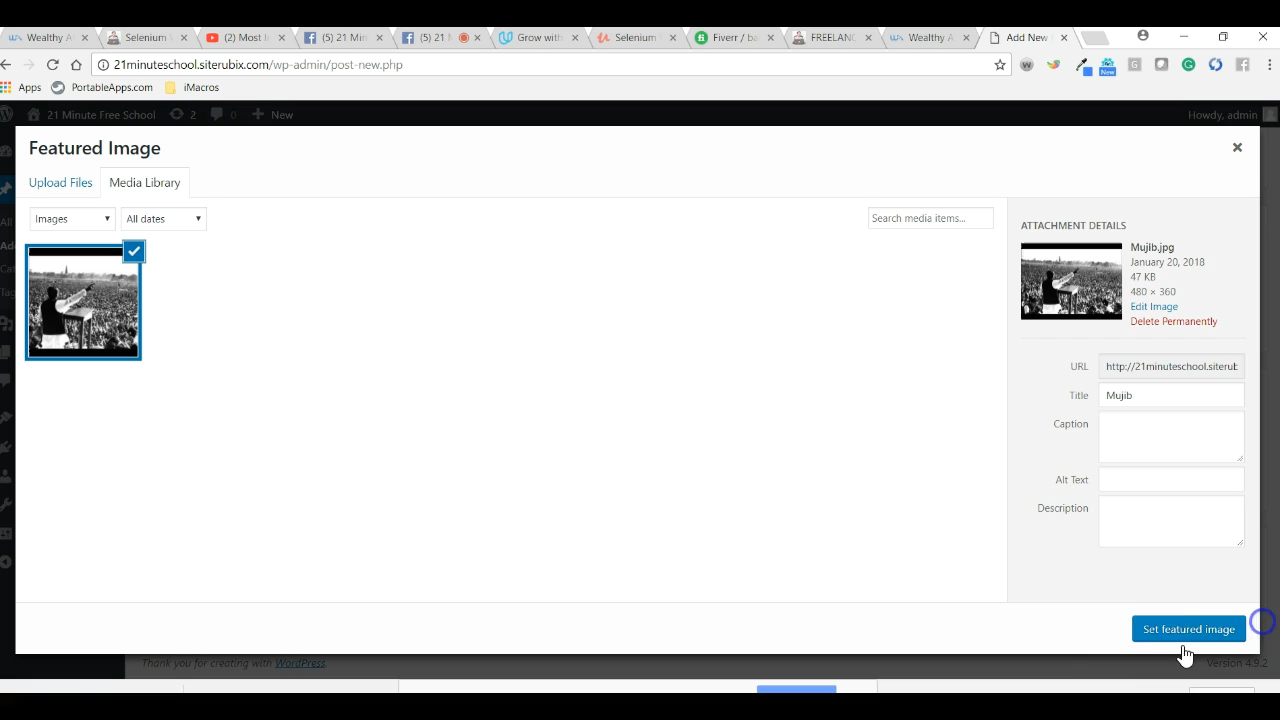 Wealthy A
Selenium
(2) Most
(5) 21 Min
(5) 21
Grow with
Selenium
Fiverr / ba
FREELANC
Wealthy A
Add New
21minuteschool.siterubix.com/wp-admin/post-new.php
New
Apps
PortableApps.com
iMacros
21 Minute Free School
2
0
New
Howdy, admin
Featured Image
Upload Files
Media Library
Images
All dates
Search media items...
ATTACHMENT DETAILS
Mujib.jpg
January 20, 2018
47 KB
480 × 360
Edit Image
Delete Permanently
URL
http://21minuteschool.siterub
Title
Mujib
Caption
Alt Text
Description
Set featured image
Thank you for creating with WordPress.
Version 4.9.2